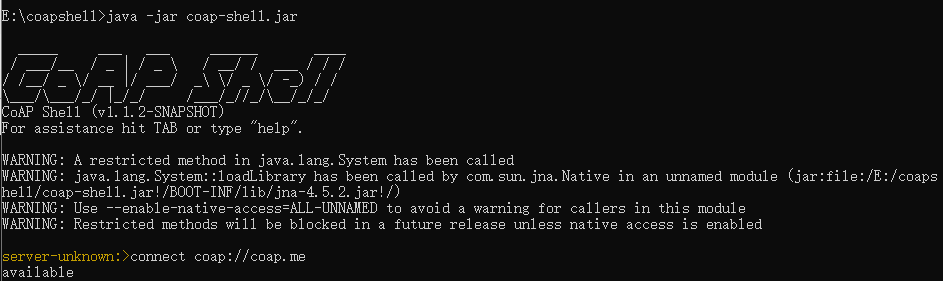 E:\coapshell>java -jar coap-shell.jar
CoAP Shell
CoAP Shell (v1.1.2-SNAPSHOT)
For assistance hit TAB or type "help".
WARNING: A restricted method in java.lang.System has been called
WARNING: java.lang.System::loadLibrary has been called by com.sun.jna.Native in an unnamed module (jar:file:/E:/coaps
hell/coap-shell.jar!/BOOT-INF/lib/jna-4.5.2.jar!/)
WARNING: Use --enable-native-access=ALL-UNNAMED to avoid a warning for callers in this module
WARNING: Restricted methods will be blocked in a future release unless native access is enabled
server-unknown:>connect coap://coap.me
available